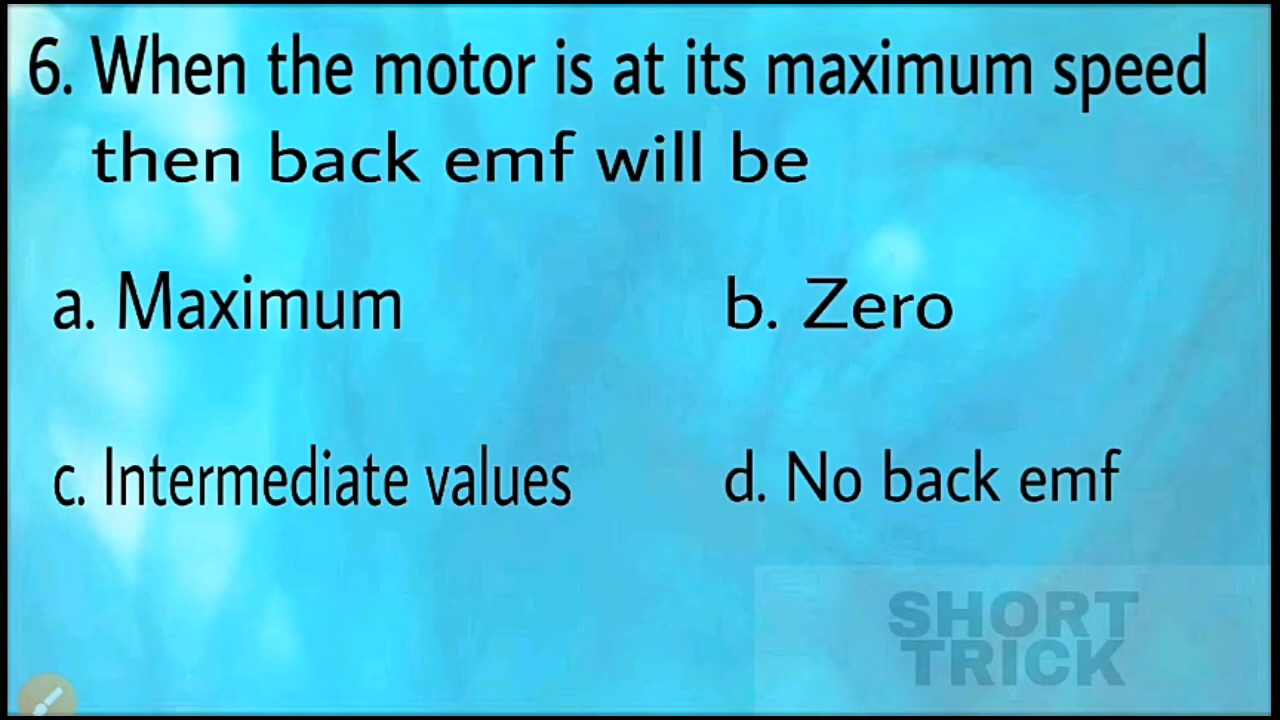 6. When the motor is at its maximum speed
then back emf will be
a. Maximum
b. Zero
c. Intermediate values
d. No back emf
SHORT
TRICK